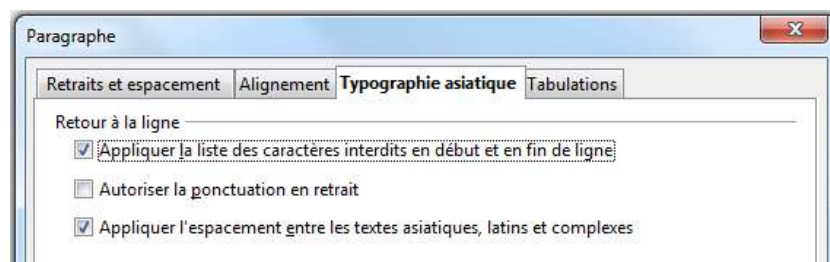 Paragraphe
Retraits et espacement Alignement Typographie asiatique Tabulations
Retour à la ligne
Appliquer la liste des caractères interdits en début et en fin de ligne
Autoriser la ponctuation en retrait
Appliquer l'espacement entre les textes asiatiques, latins et complexes